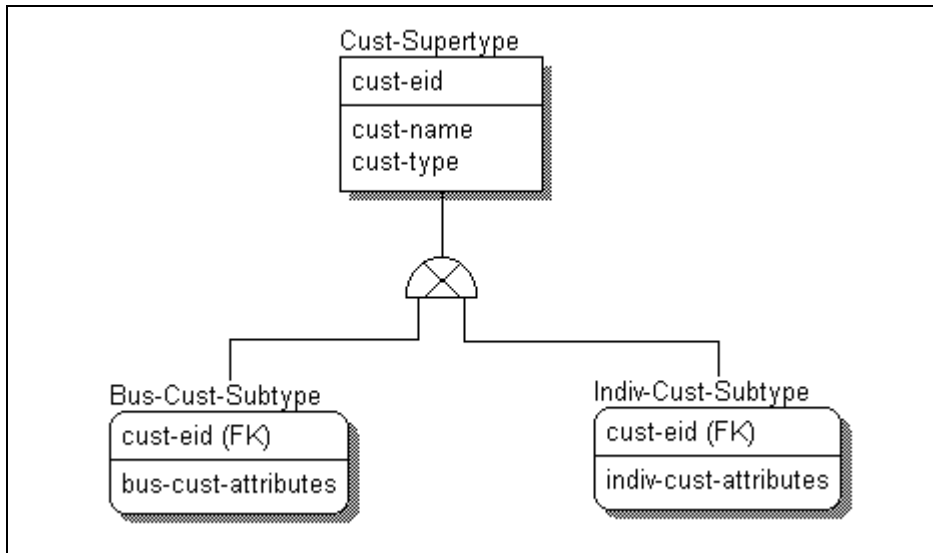 Cust-Supertype
cust-eid
cust-name
cust-type
Bus-Cust-Subtype
cust-eid (FK)
bus-cust-attributes
Indiv-Cust-Subtype
cust-eid (FK)
indiv-cust-attributes